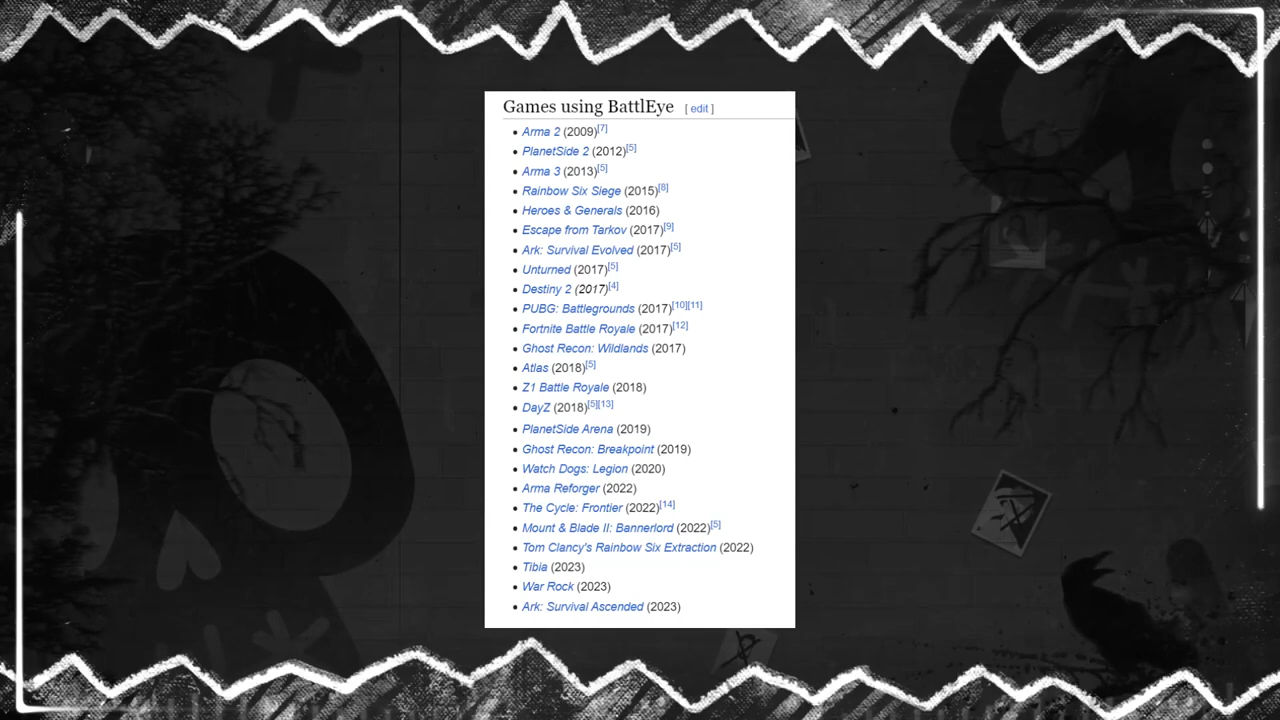 Games using BattlEye [ edit ]
Arma 2 (2009)[7]
PlanetSide 2 (2012)[5]
Arma 3 (2013)[5]
Rainbow Six Siege (2015)[8]
Heroes & Generals (2016)
Escape from Tarkov (2017)[9]
Ark: Survival Evolved (2017)[5]
Unturned (2017)[5]
Destiny 2 (2017)[4]
PUBG: Battlegrounds (2017)[10][11]
Fortnite Battle Royale (2017)[12]
Ghost Recon: Wildlands (2017)
Atlas (2018)[5]
Z1 Battle Royale (2018)
DayZ (2018)[5][13]
PlanetSide Arena (2019)
Ghost Recon: Breakpoint (2019)
Watch Dogs: Legion (2020)
Arma Reforger (2022)
The Cycle: Frontier (2022)[14]
Mount & Blade II: Bannerlord (2022)[5]
Tom Clancy's Rainbow Six Extraction (2022)
Tibia (2023)
War Rock (2023)
Ark: Survival Ascended (2023)